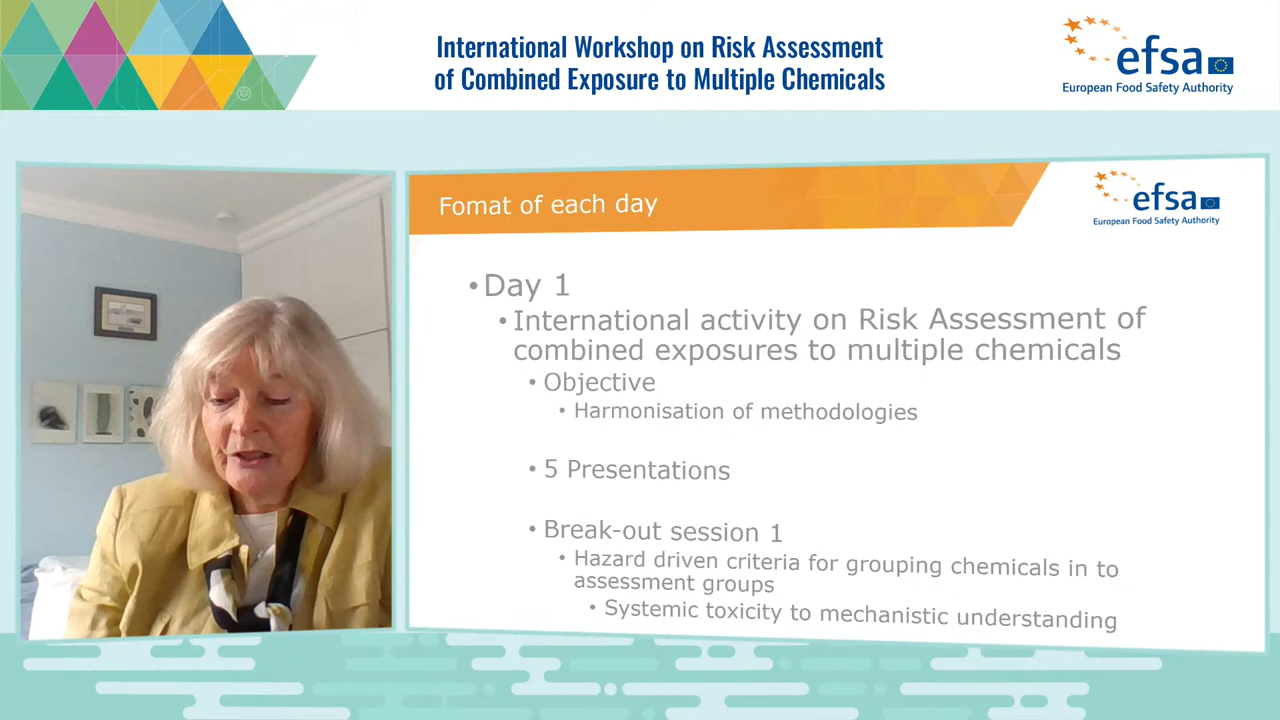 International Workshop on Risk Assessment
of Combined Exposure to Multiple Chemicals
efsa
European Food Safety Authority
Fomat of each day
efsa
European Food Safety Authority
• Day 1
• International activity on Risk Assessment of
combined exposures to multiple chemicals
• Objective
• Harmonisation of methodologies
• 5 Presentations
• Break-out session 1
• Hazard driven criteria for grouping chemicals in to
assessment groups
• Systemic toxicity to mechanistic understanding